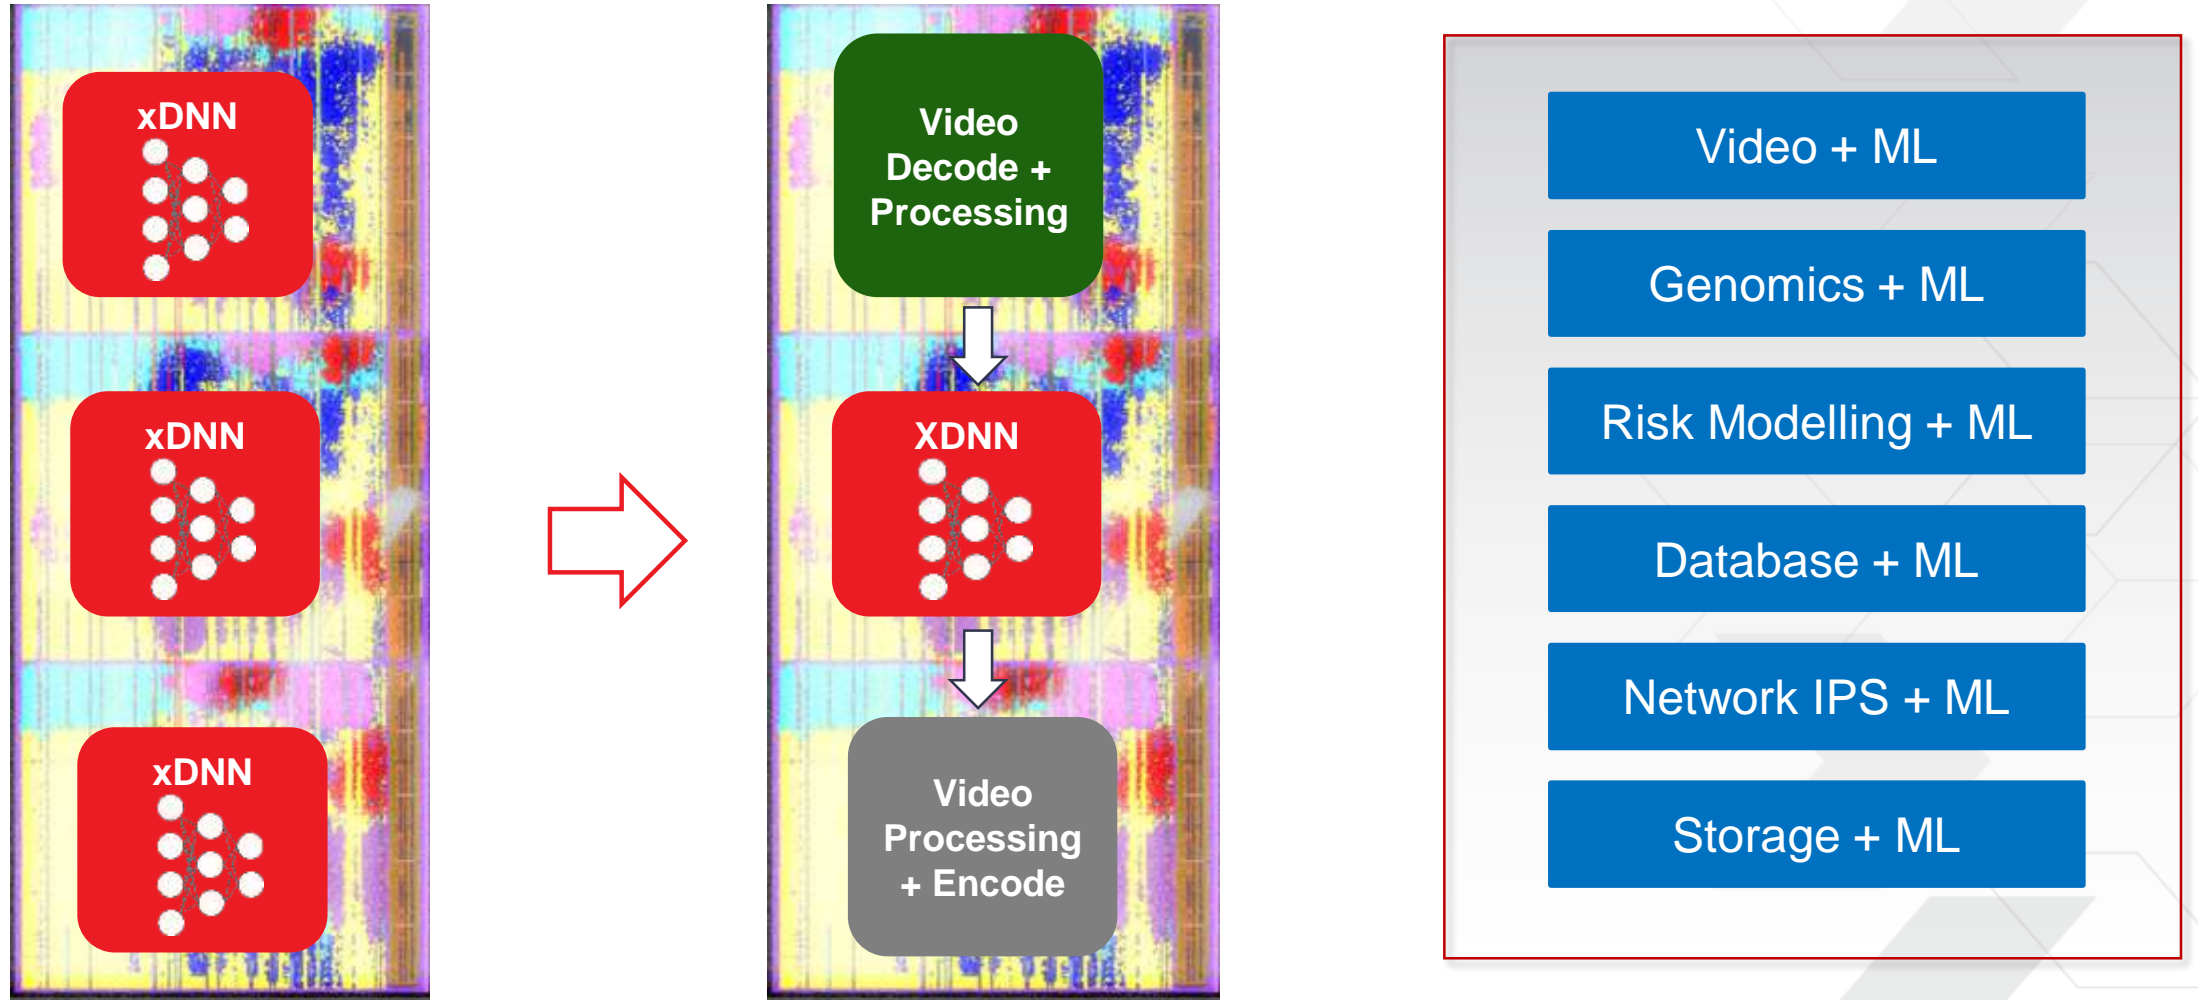 xDNN
xDNN
xDNN
Video
Decode +
Processing
XDNN
Video
Processing
+ Encode
Video + ML
Genomics + ML
Risk Modelling + ML
Database + ML
Network IPS + ML
Storage + ML